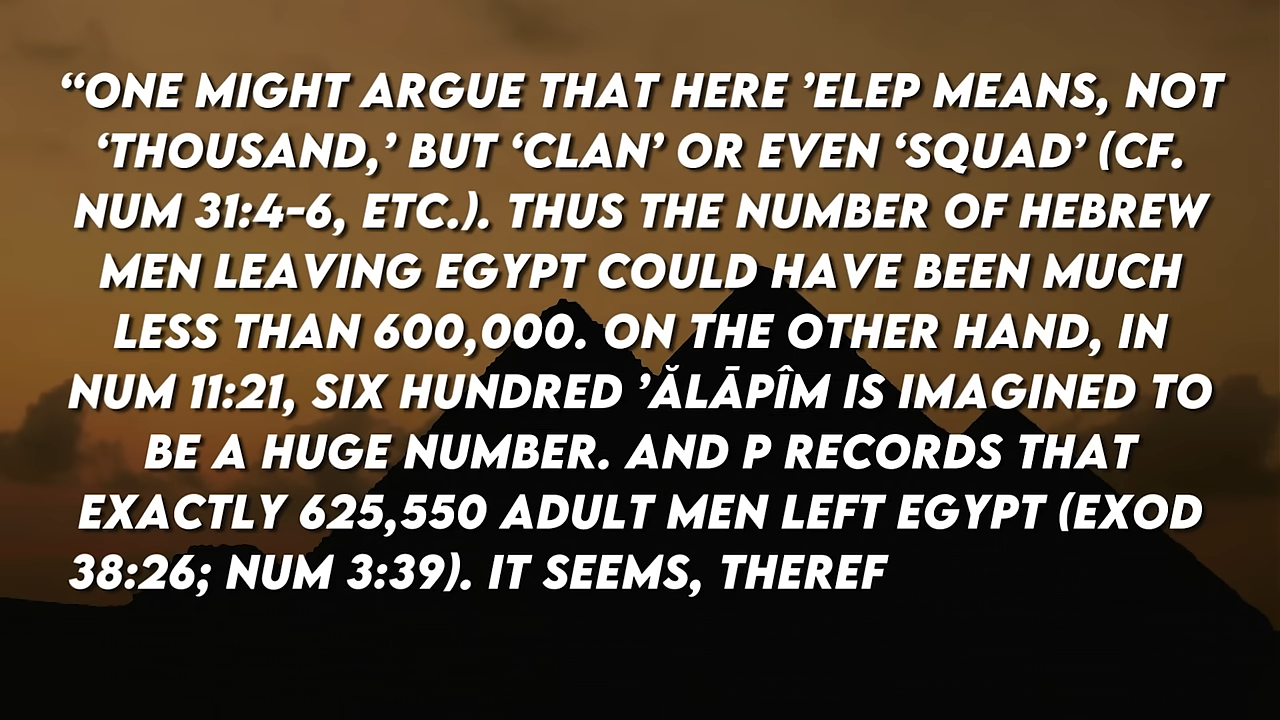 “ONE MIGHT ARGUE THAT HERE ’ELEP MEANS, NOT
‘THOUSAND,’ BUT ‘CLAN’ OR EVEN ‘SQUAD’ (CF.
NUM 31:4-6, ETC.). THUS THE NUMBER OF HEBREW
MEN LEAVING EGYPT COULD HAVE BEEN MUCH
LESS THAN 600,000. ON THE OTHER HAND, IN
NUM 11:21, SIX HUNDRED ’ĂLĀPÎM IS IMAGINED TO
BE A HUGE NUMBER. AND P RECORDS THAT
EXACTLY 625,550 ADULT MEN LEFT EGYPT (EXOD
38:26; NUM 3:39). IT SEEMS, THEREF